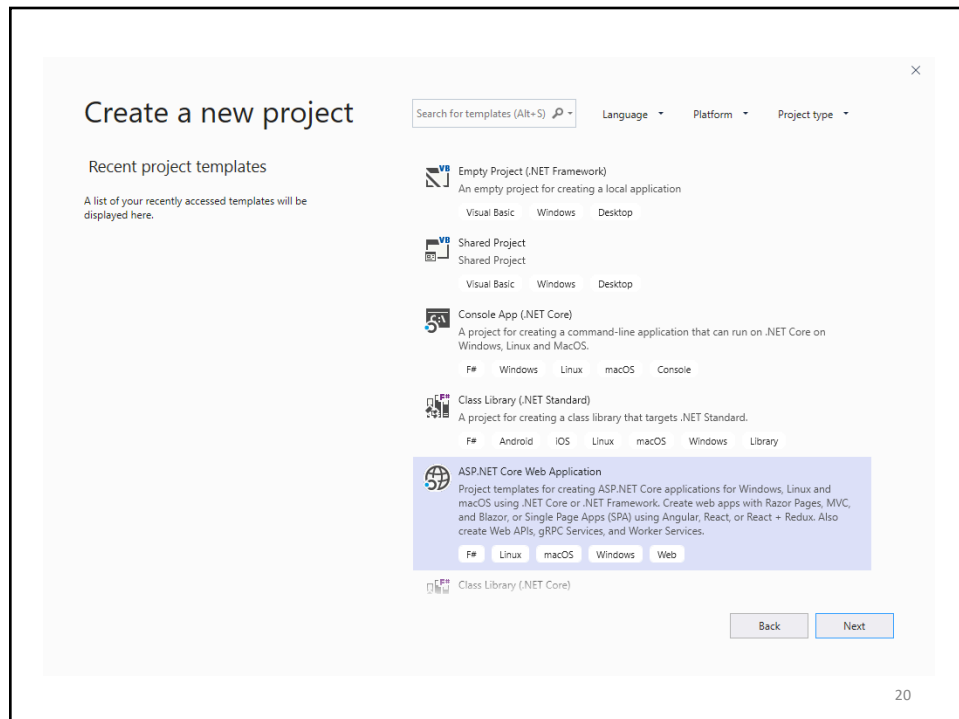 Create a new project
Search for templates (Alt+S)
Language
Platform
Project type
Recent project templates
A list of your recently accessed templates will be
displayed here.
VB
Empty Project (.NET Framework)
An empty project for creating a local application
Visual Basic Windows Desktop
VB
Shared Project
Shared Project
Visual Basic Windows Desktop
Console App (.NET Core)
A project for creating a command-line application that can run on .NET Core on
Windows, Linux and MacOS.
F# Windows Linux macOS Console
F#
Class Library (.NET Standard)
A project for creating a class library that targets .NET Standard.
F# Android iOS Linux macOS Windows Library
ASP.NET Core Web Application
Project templates for creating ASP.NET Core applications for Windows, Linux and
macOS using .NET Core or .NET Framework. Create web apps with Razor Pages, MVC,
and Blazor, or Single Page Apps (SPA) using Angular, React, or React + Redux. Also
create Web APIs, gRPC Services, and Worker Services.
F# Linux macOS Windows Web
F#
Class Library (.NET Core)
Back
Next
20